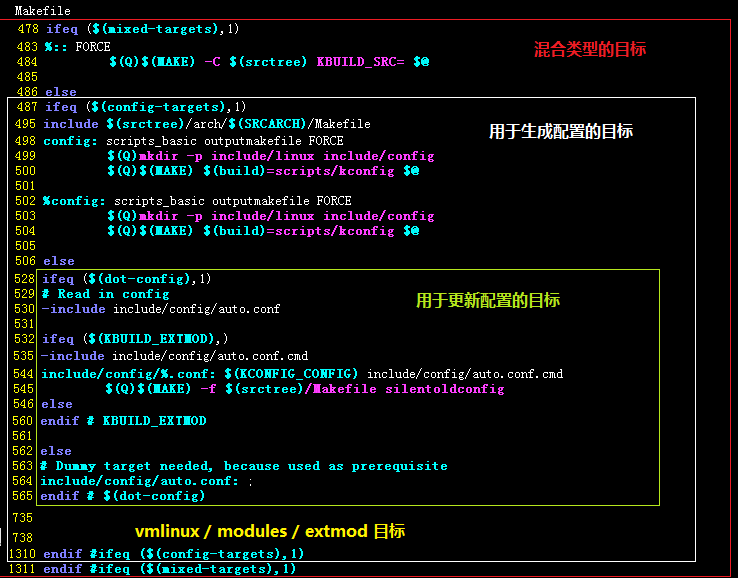 Makefile
478 ifeq ($(mixed-targets),1)
483 %:: FORCE
混合类型的目标
484 $(Q)$(MAKE) -C $(srctree) KBUILD_SRC= $@
485
486 else
487 ifeq ($(config-targets),1)
495 include $(srctree)/arch/$(SRCARCH)/Makefile
用于生成配置的目标
498 config: scripts_basic outputmakefile FORCE
499 $(Q)mkdir -p include/linux include/config
500 $(Q)$(MAKE) $(build)=scripts/kconfig $@
501
502 %config: scripts_basic outputmakefile FORCE
503 $(Q)mkdir -p include/linux include/config
504 $(Q)$(MAKE) $(build)=scripts/kconfig $@
505
506 else
528 ifeq ($(dot-config),1)
529 # Read in config
用于更新配置的目标
530 -include include/config/auto.conf
531
532 ifeq ($(KBUILD_EXTMOD),)
535 -include include/config/auto.conf.cmd
544 include/config/%.conf: $(KCONFIG_CONFIG) include/config/auto.conf.cmd
545 $(Q)$(MAKE) -f $(srctree)/Makefile silentoldconfig
546 else
560 endif # KBUILD_EXTMOD
561
562 else
563 # Dummy target needed, because used as prerequisite
564 include/config/auto.conf: ;
565 endif # $(dot-config)
735
vmlinux / modules / extmod 目标
738
1310 endif #ifeq ($(config-targets),1)
1311 endif #ifeq ($(mixed-targets),1)